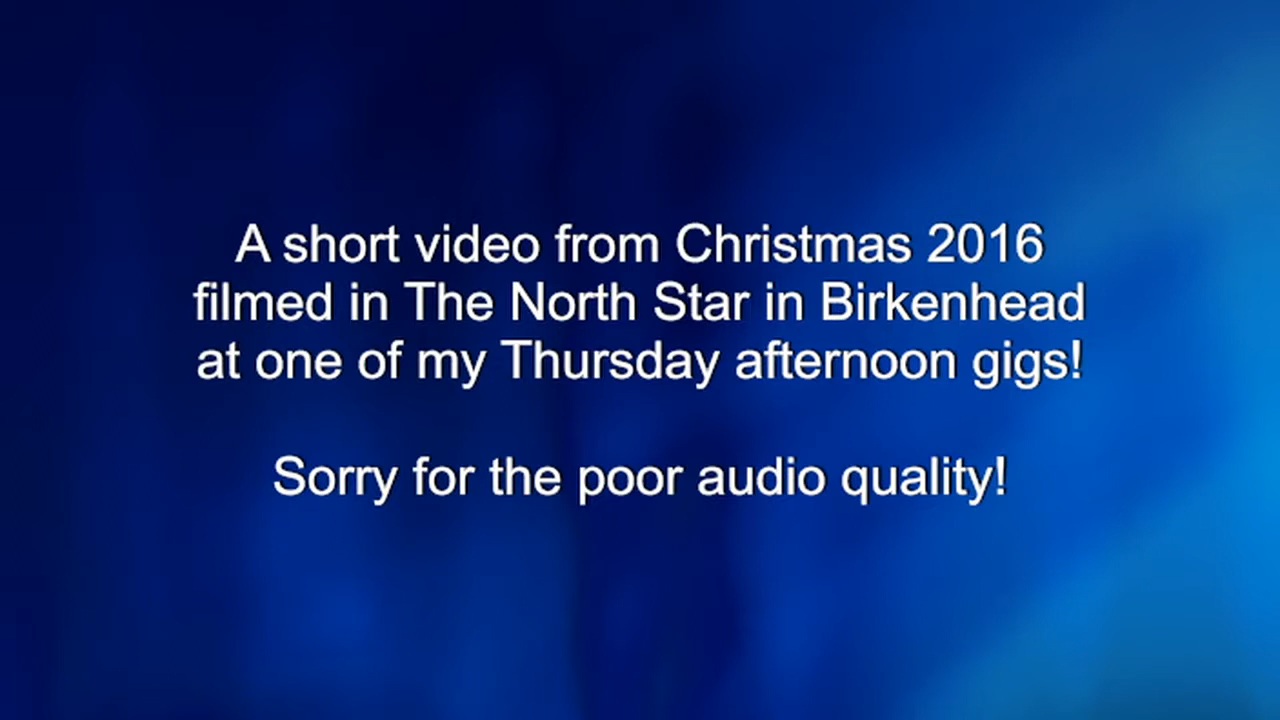 A short video from Christmas 2016
filmed in The North Star in Birkenhead
at one of my Thursday afternoon gigs!
Sorry for the poor audio quality!